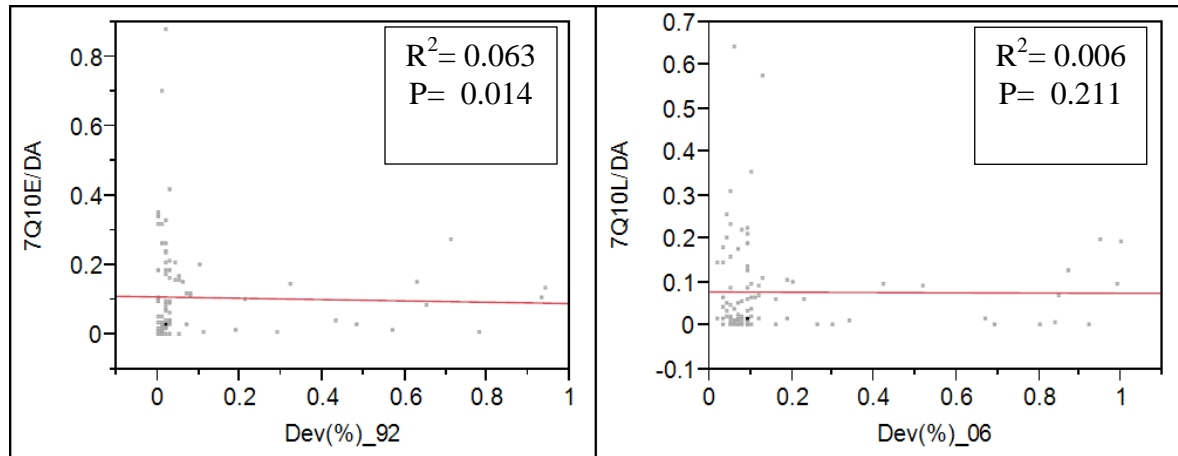 R²= 0.063
P= 0.014
0.8
0.6
0.4
0.2
0
7Q10E/DA
0 0.2 0.4 0.6 0.8 1
Dev(%)_92
R²= 0.006
P= 0.211
0.7
0.6
0.5
0.4
0.3
0.2
0.1
0
-0.1
7Q10L/DA
0 0.2 0.4 0.6 0.8 1
Dev(%)_06